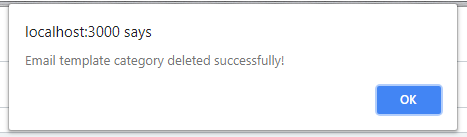 localhost:3000 says
Email template category deleted successfully!
OK